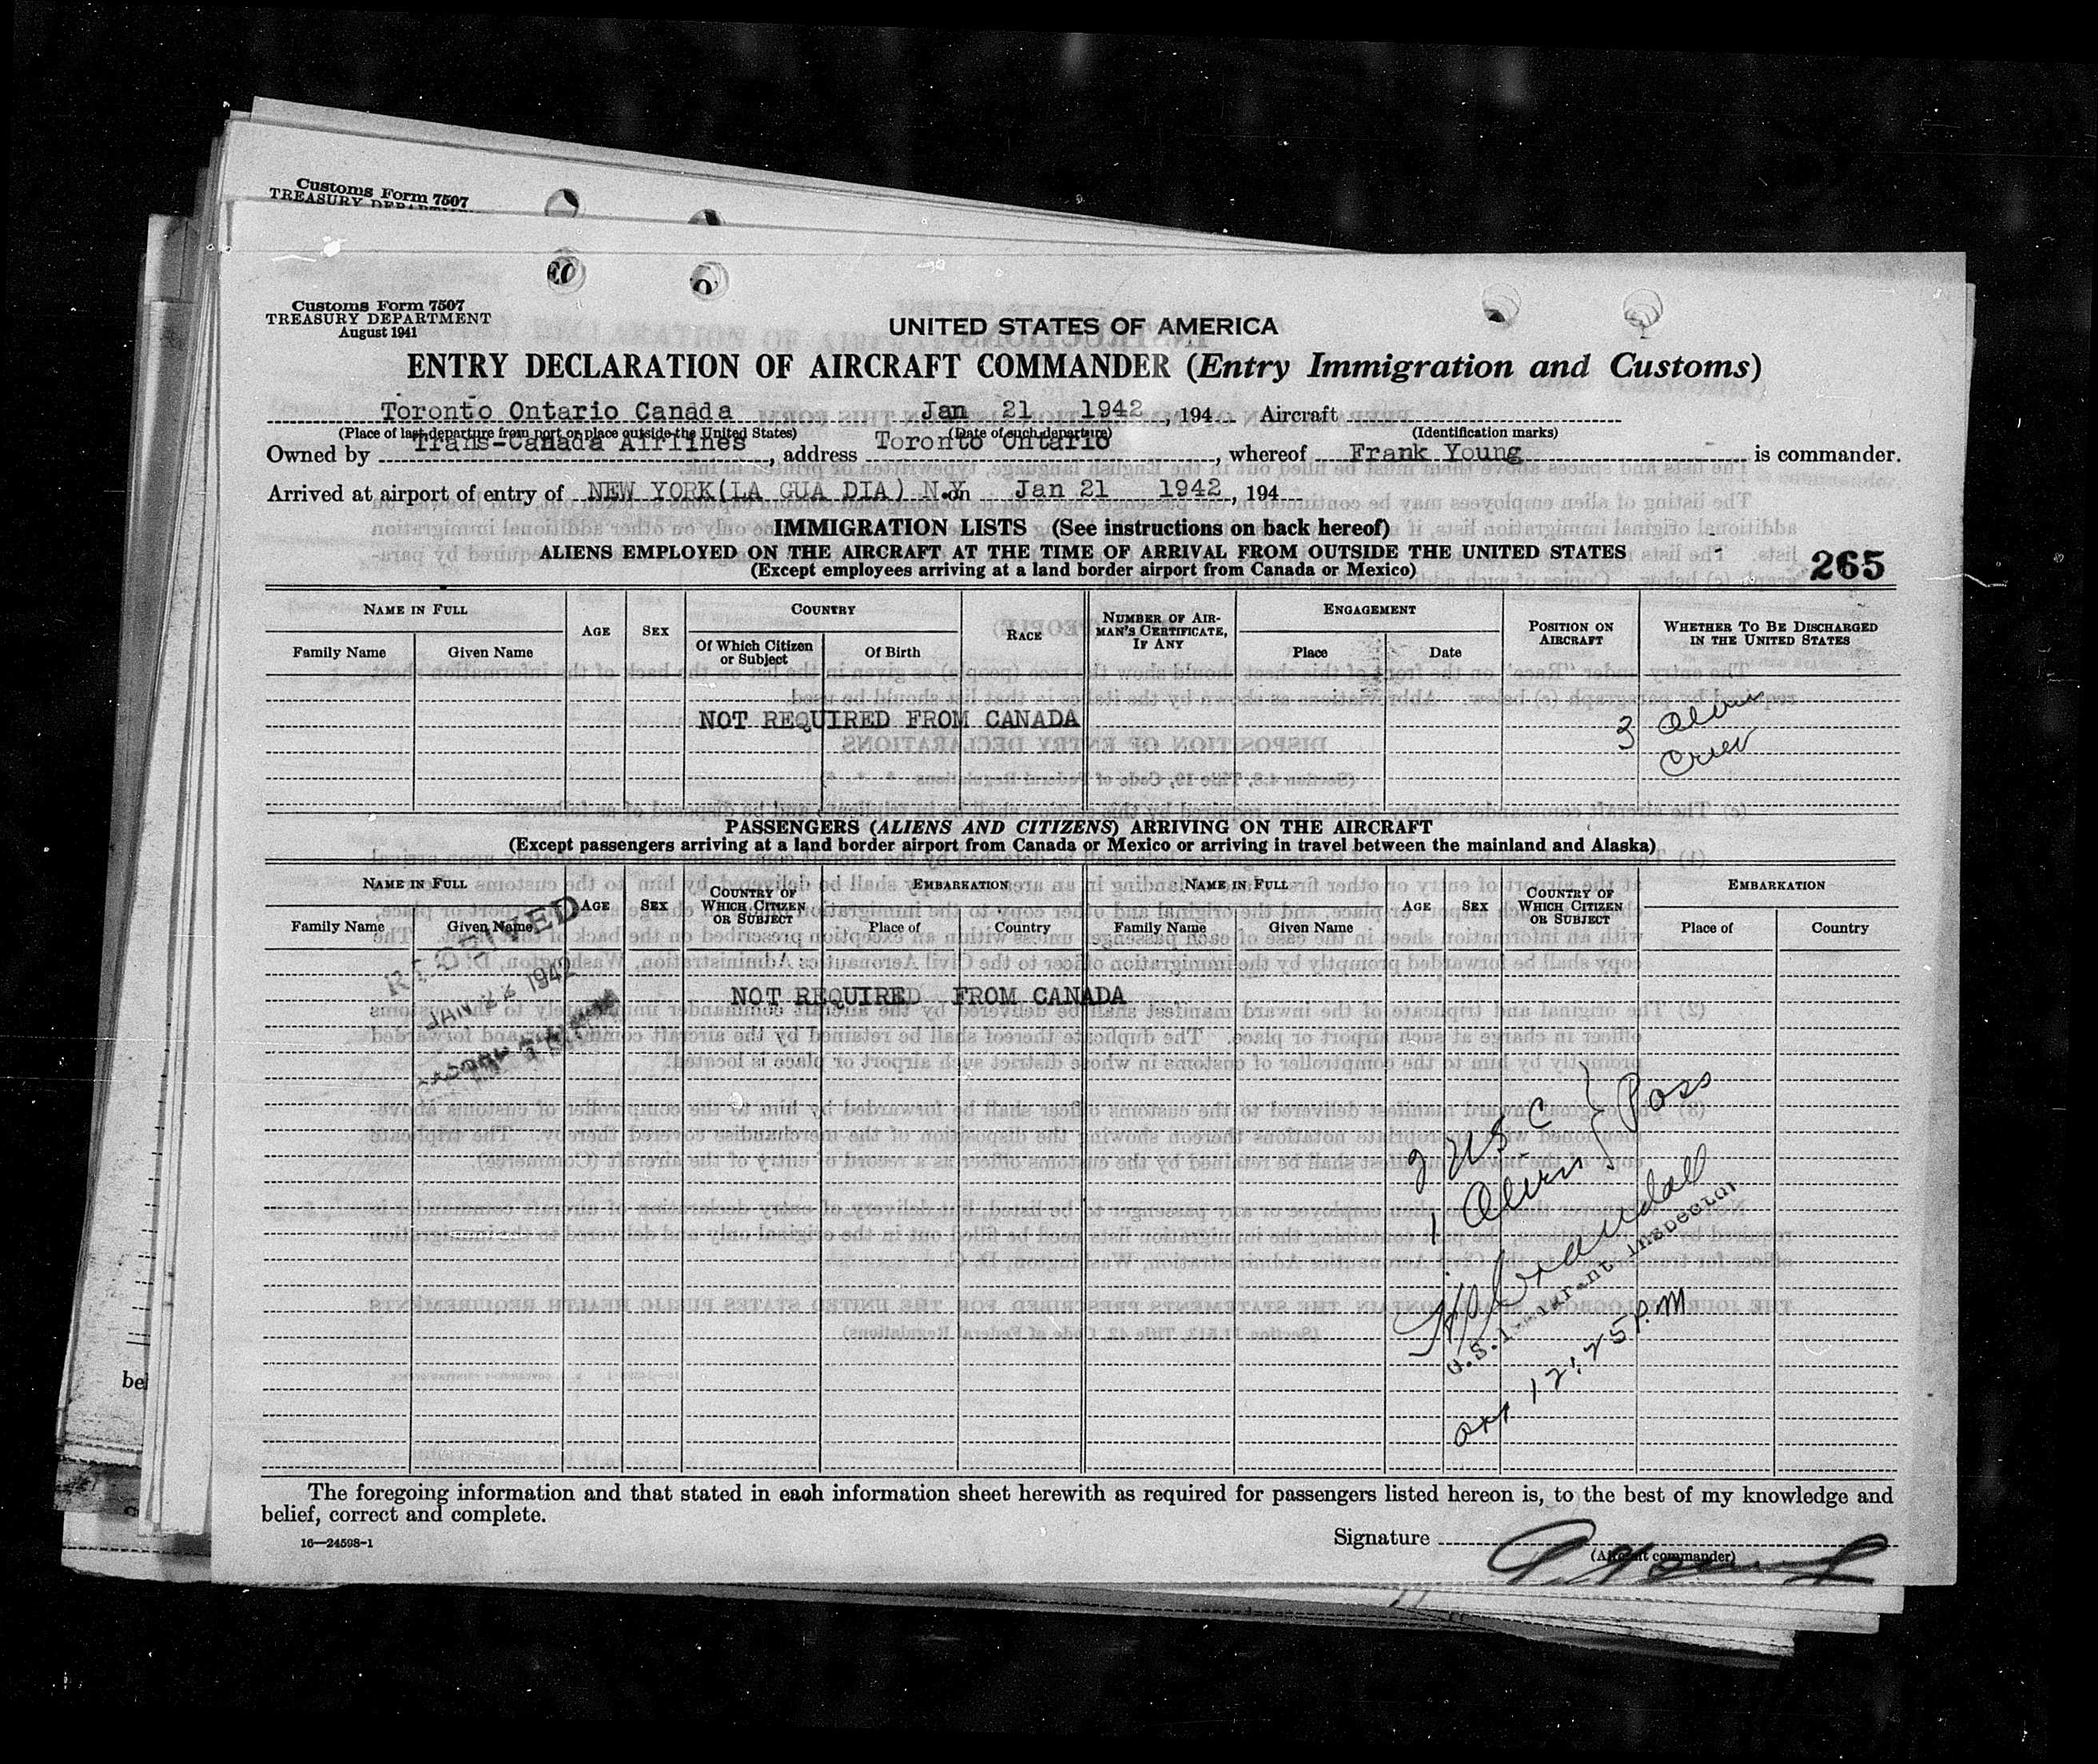 Customs Form 7507
TREASURY DEPARTMENT
Customs Form 7507
TREASURY DEPARTMENT
August 1941
UNITED STATES OF AMERICA
ENTRY DECLARATION OF AIRCRAFT COMMANDER (Entry Immigration and Customs)
Toronto Ontario Canada Jan 21 1942, 194 Aircraft
(Place of last departure from port or place outside the United States) (Date of such departure) (Identification marks)
Owned by Trans-Canada Airlines, address Toronto Ontario, whereof Frank Young is commander.
Arrived at airport of entry of NEW YORK(LA GUA DIA) N.Y. on Jan 21 1942, 194
IMMIGRATION LISTS (See instructions on back hereof)
ALIENS EMPLOYED ON THE AIRCRAFT AT THE TIME OF ARRIVAL FROM OUTSIDE THE UNITED STATES
(Except employees arriving at a land border airport from Canada or Mexico)
265
NAME IN FULL AGE SEX COUNTRY RACE NUMBER OF AIRMAN'S CERTIFICATE, IF ANY ENGAGEMENT POSITION ON AIRCRAFT WHETHER TO BE DISCHARGED IN THE UNITED STATES
Family Name Given Name Of Which Citizen or Subject Of Birth Place Date
NOT REQUIRED FROM CANADA
3 Alien
Crew
PASSENGERS (ALIENS AND CITIZENS) ARRIVING ON THE AIRCRAFT
(Except passengers arriving at a land border airport from Canada or Mexico or arriving in travel between the mainland and Alaska)
NAME IN FULL AGE SEX COUNTRY OF WHICH CITIZEN OR SUBJECT EMBARKATION NAME IN FULL AGE SEX COUNTRY OF WHICH CITIZEN OR SUBJECT EMBARKATION
Family Name Given Name Place of Country Family Name Given Name Place of Country
RECEIVED
JAN 22 1942
NOT REQUIRED FROM CANADA
2 USC
1 Alien } Pass
U.S. Immigrant Inspector
arr 12:25 P.M
The foregoing information and that stated in each information sheet herewith as required for passengers listed hereon is, to the best of my knowledge and
belief, correct and complete.
16—24598-1
Signature
(Aircraft commander)